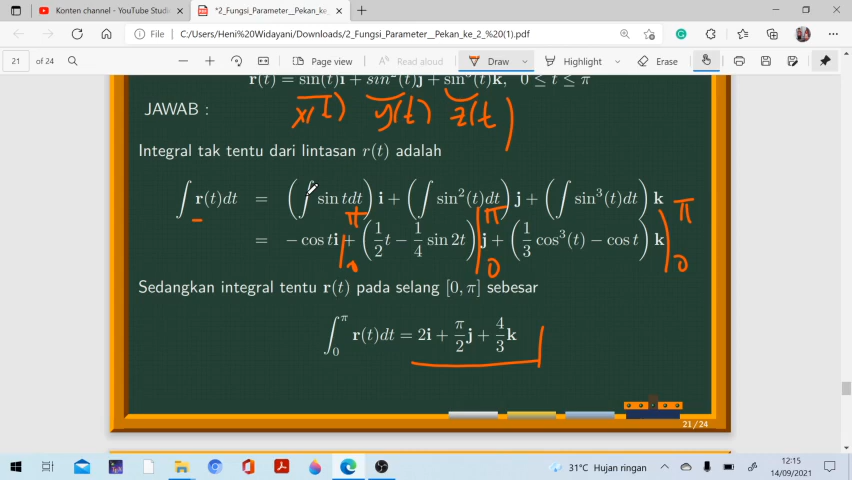 Konten channel - YouTube Studio
*2_Fungsi_Parameter__Pekan_ke_
File
C:/Users/Heni%20Widayani/Downloads/2_Fungsi_Parameter__Pekan_ke_2_%20(1).pdf
21 of 24
Page view
Read aloud
Draw
Highlight
Erase
r(t) = sin(t)i + sin²(t)j + sin³(t)k, 0 ≤ t ≤ π
JAWAB :
x(t) y(t) z(t)
Integral tak tentu dari lintasan r(t) adalah
∫ r(t)dt = (∫ sin tdt) i + (∫ sin²(t)dt) j + (∫ sin³(t)dt) k
π π π
= − cos ti + (1/2 t − 1/4 sin 2t) j + (1/3 cos³(t) − cos t) k
0 0 0
Sedangkan integral tentu r(t) pada selang [0, π] sebesar
∫₀^π r(t)dt = 2i + π/2 j + 4/3 k
21/24
31°C Hujan ringan
12:15
14/09/2021